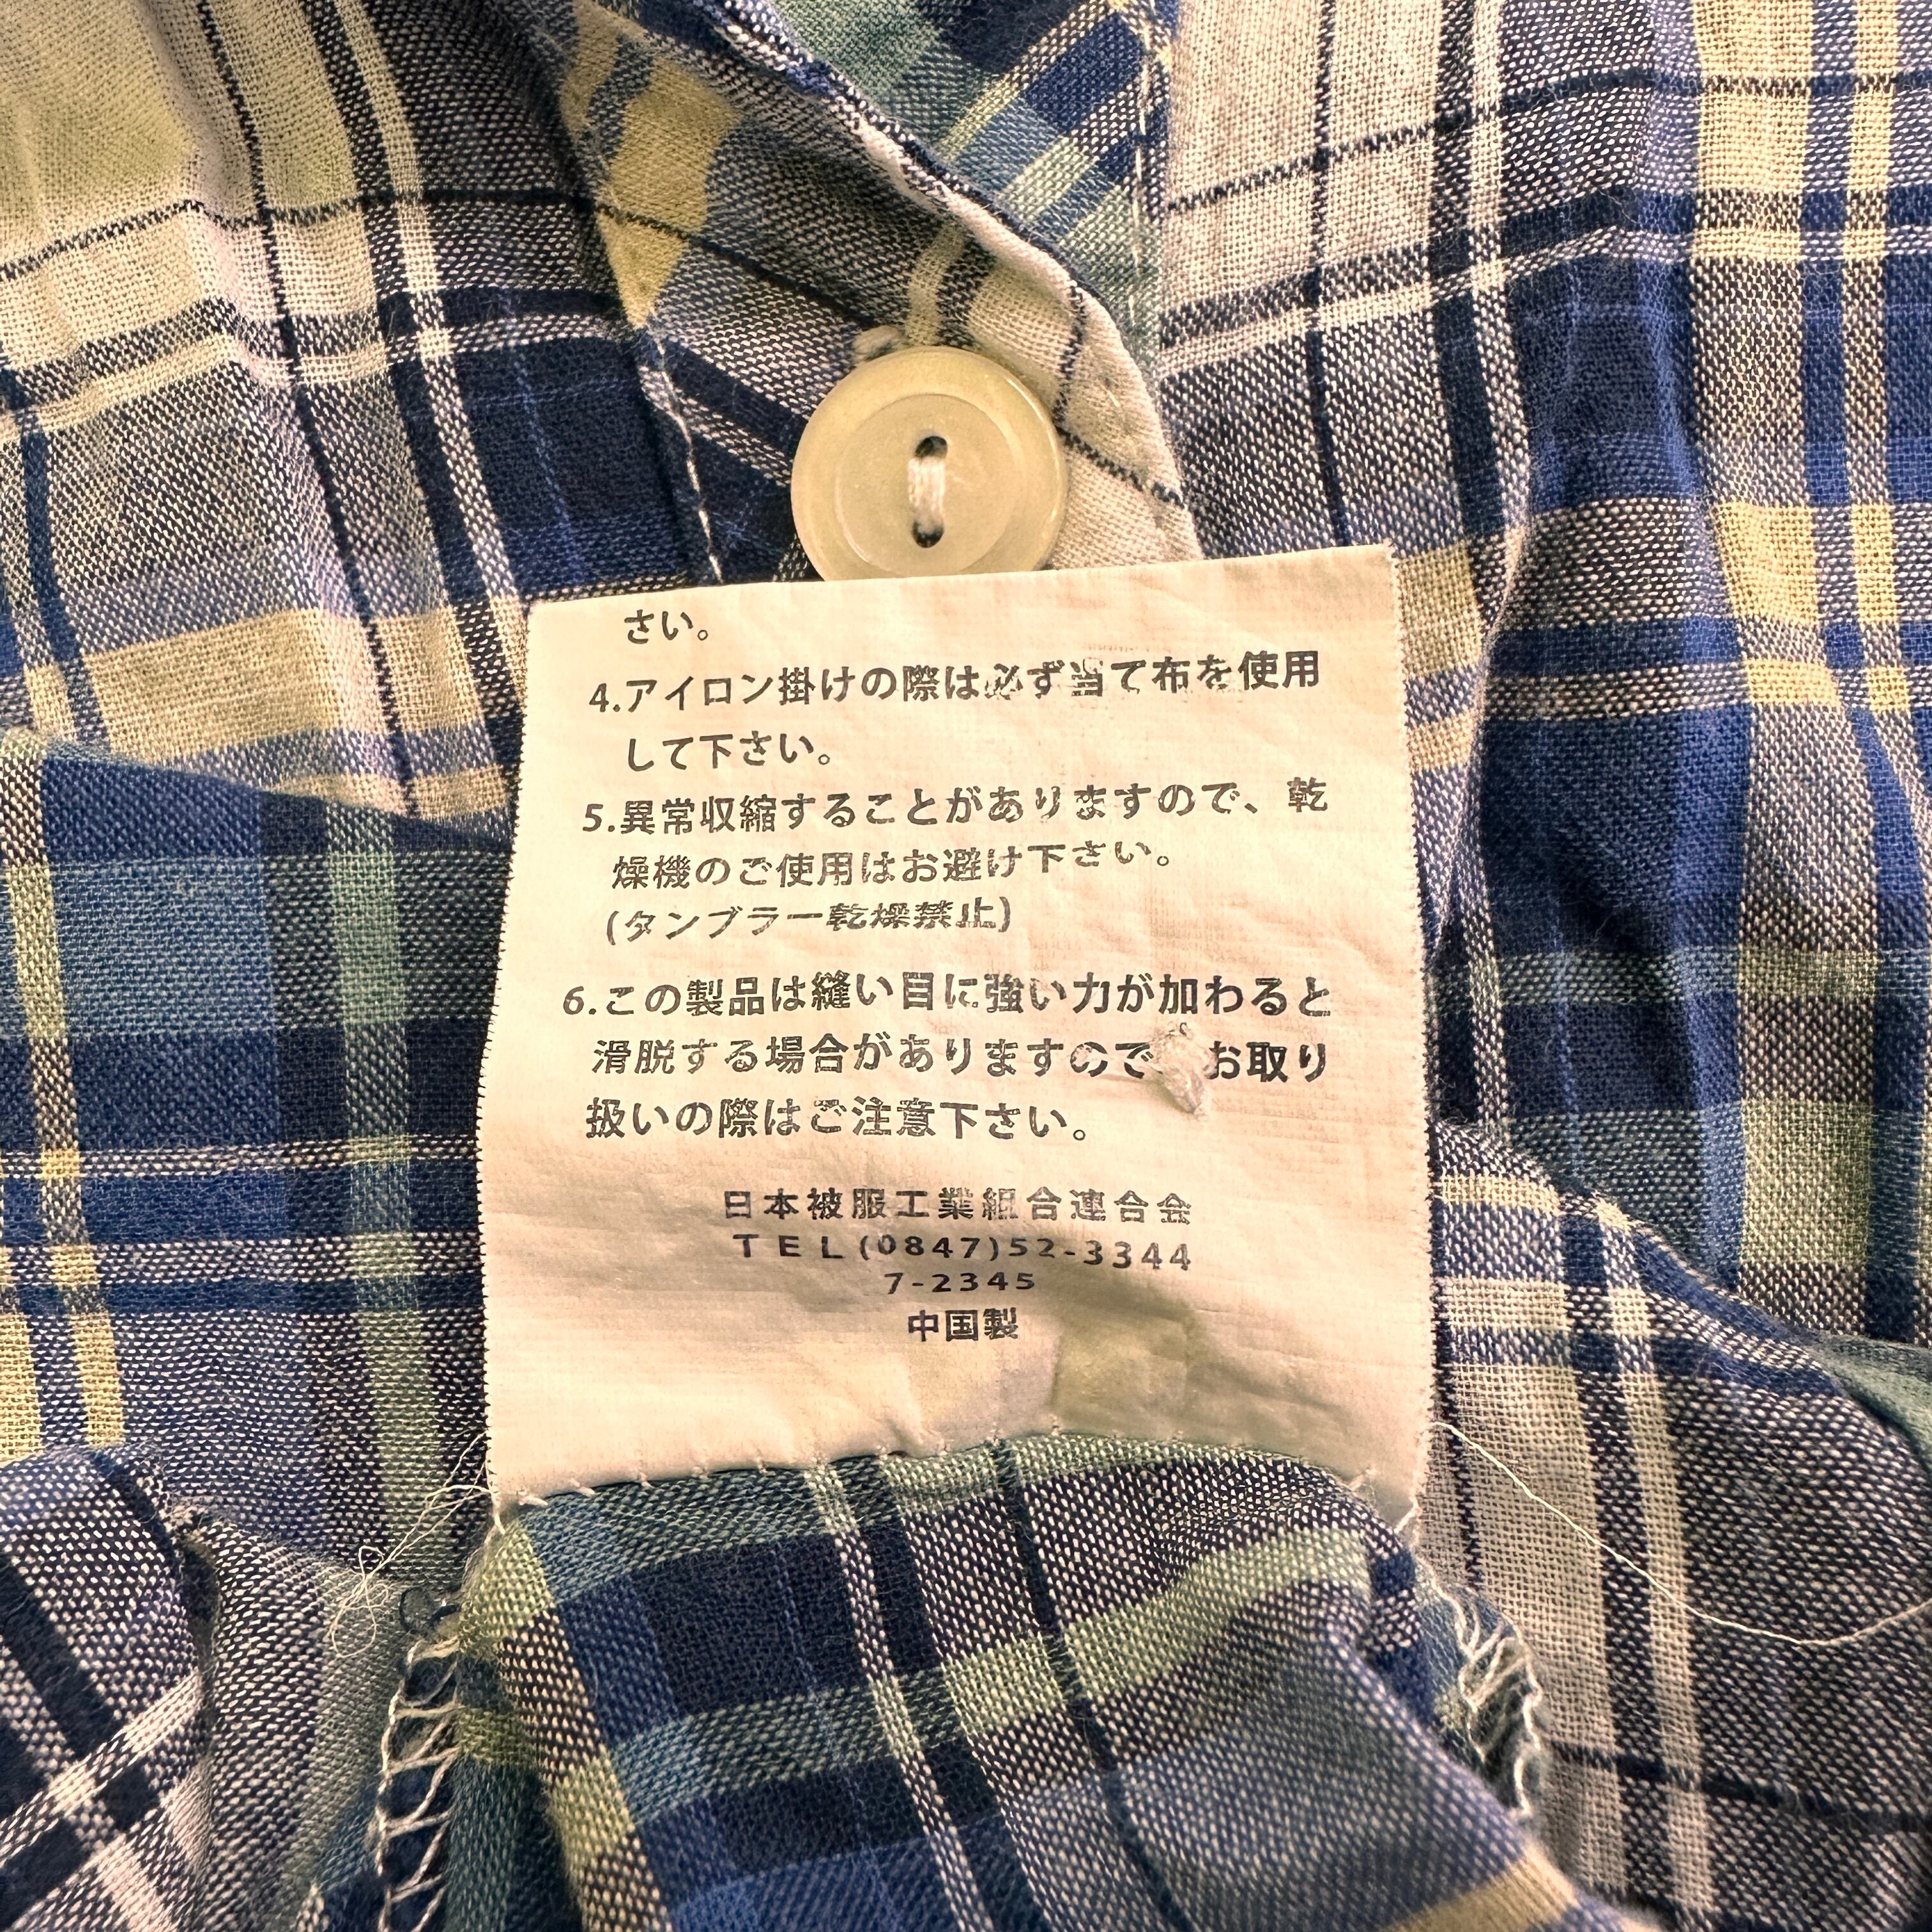 さい。
4.アイロン掛けの際は必ず当て布を使用
して下さい。
5.異常収縮することがありますので、乾
燥機のご使用はお避け下さい。
(タンブラー乾燥禁止)
6.この製品は縫い目に強い力が加わると
滑脱する場合がありますので お取り
扱いの際はご注意下さい。
日本被服工業組合連合会
TEL(0847)52-3344
7-2345
中国製